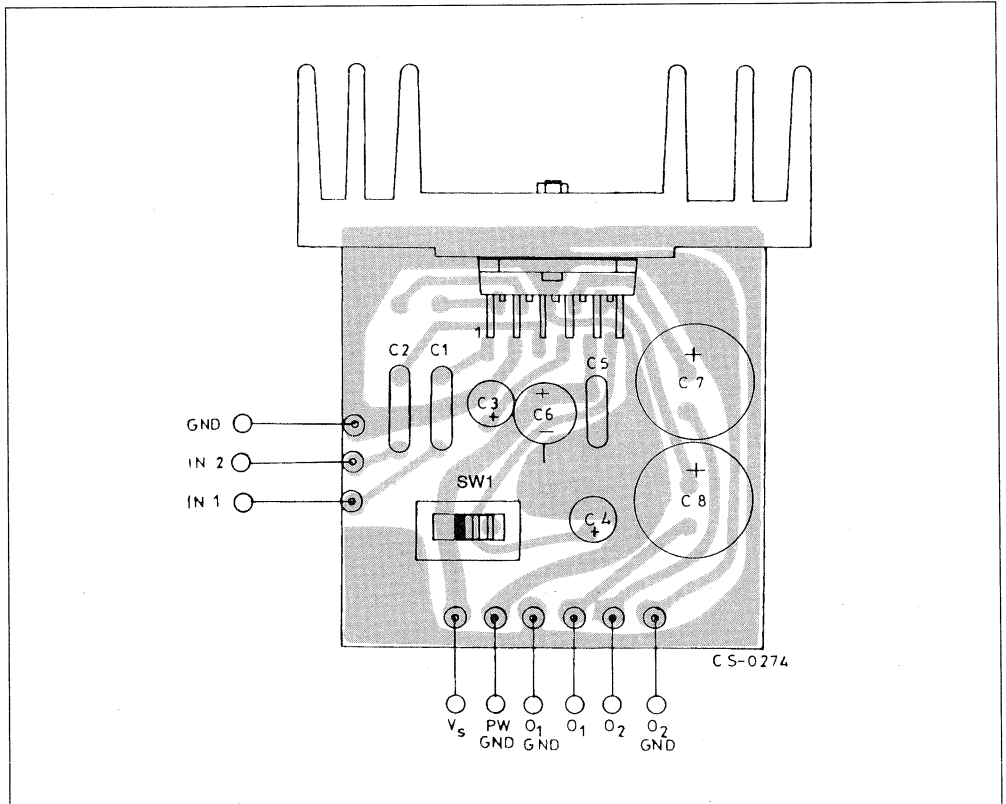 1
C2
C1
C5
+
C7
C3
+
+
C6
−
GND
IN 2
IN 1
SW1
+
C8
C4
+
CS-0274
Vs
PW
GND
O1
GND
O1
O2
O2
GND